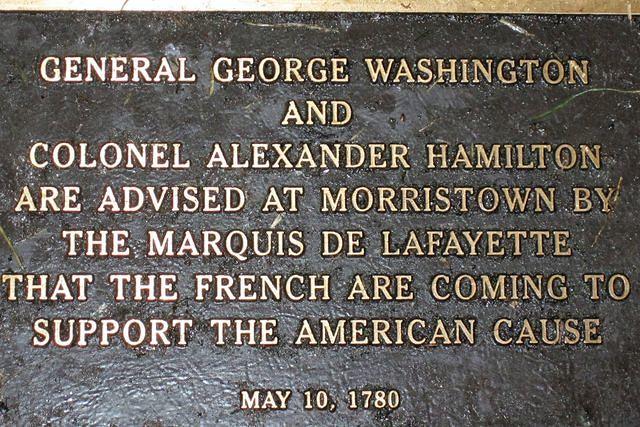 GENERAL GEORGE WASHINGTON
AND
COLONEL ALEXANDER HAMILTON
ARE ADVISED AT MORRISTOWN BY
THE MARQUIS DE LAFAYETTE
THAT THE FRENCH ARE COMING TO
SUPPORT THE AMERICAN CAUSE
MAY 10, 1780